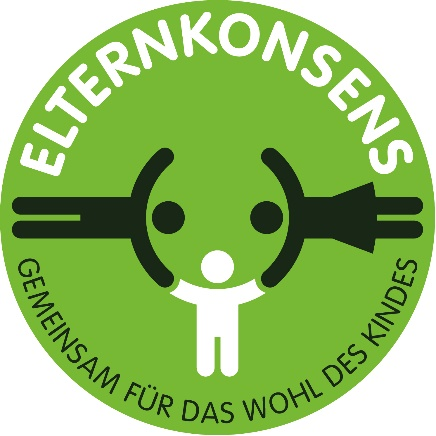 ELTERNKONSENS
GEMEINSAM FÜR DAS WOHL DES KINDES